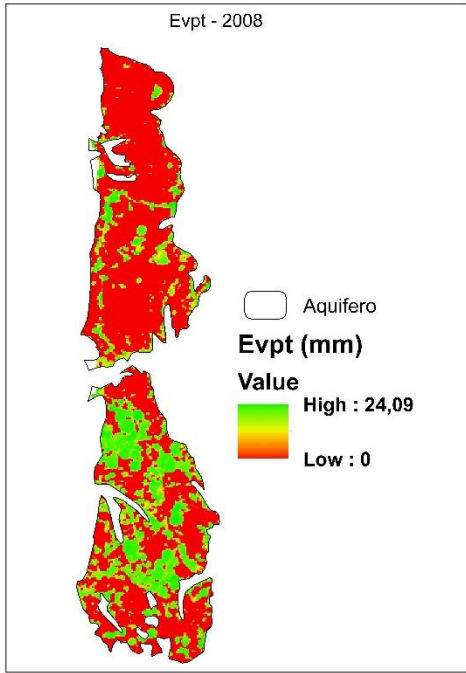 Evpt - 2008
Aquifero
Evpt (mm)
Value
High : 24,09
Low : 0